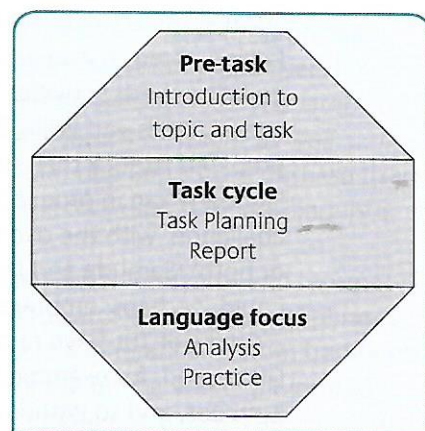 Pre-task
Introduction to
topic and task
Task cycle
Task Planning
Report
Language focus
Analysis
Practice